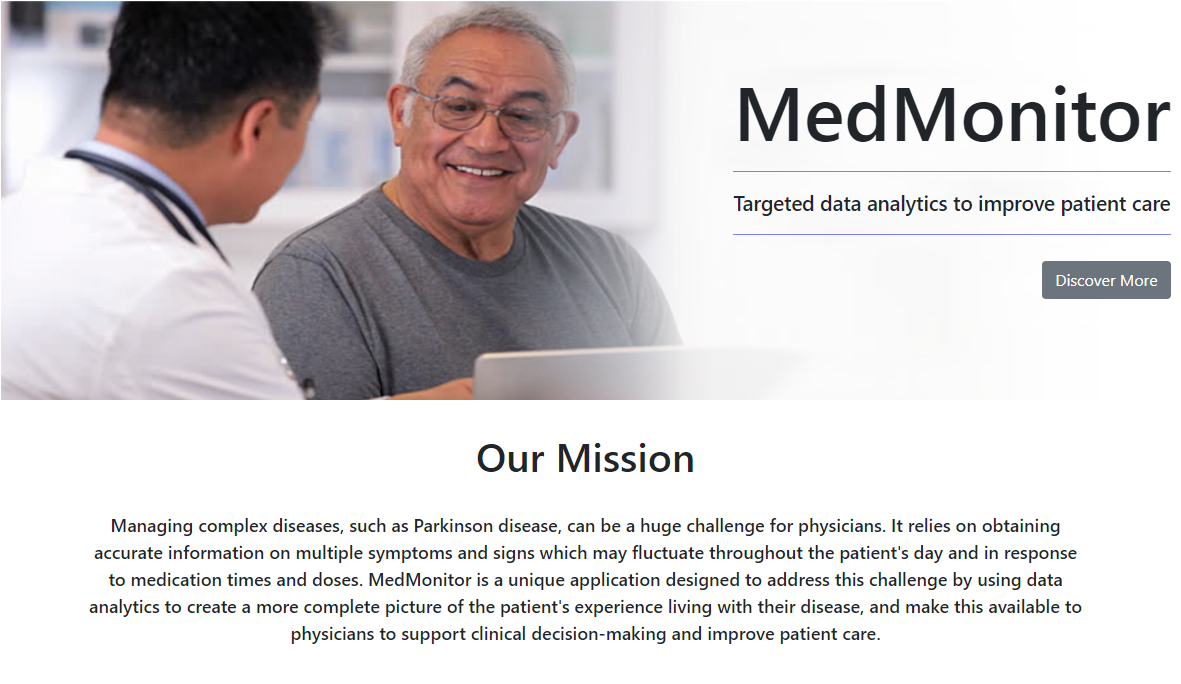 MedMonitor
Targeted data analytics to improve patient care
Discover More
Our Mission
Managing complex diseases, such as Parkinson disease, can be a huge challenge for physicians. It relies on obtaining
accurate information on multiple symptoms and signs which may fluctuate throughout the patient's day and in response
to medication times and doses. MedMonitor is a unique application designed to address this challenge by using data
analytics to create a more complete picture of the patient's experience living with their disease, and make this available to
physicians to support clinical decision-making and improve patient care.